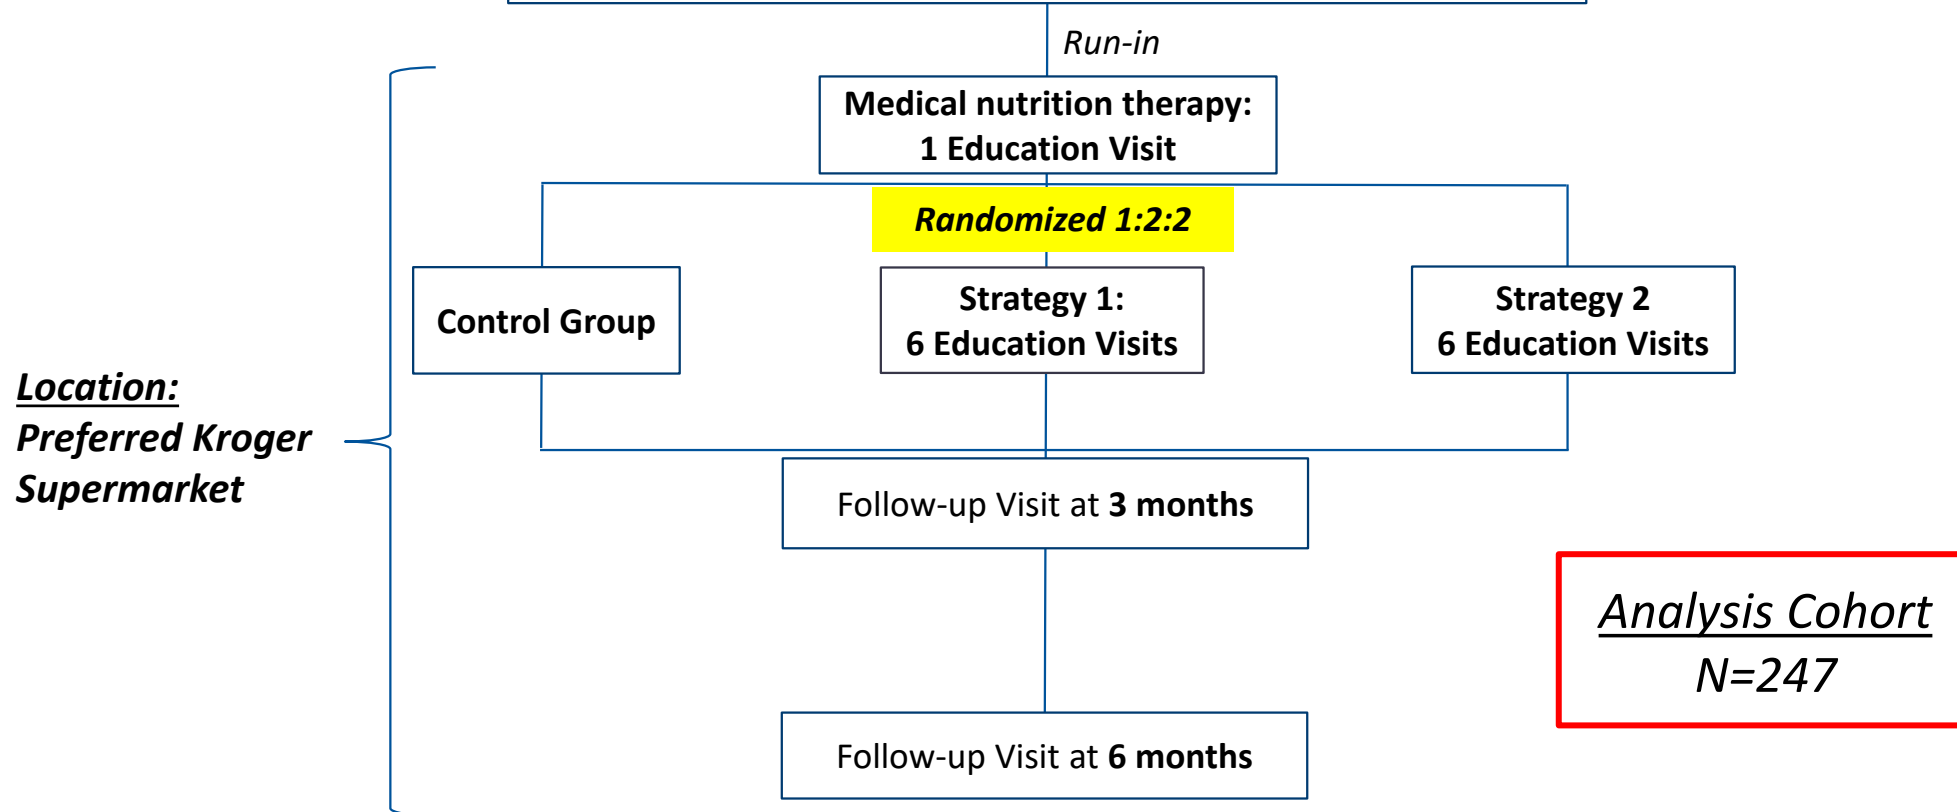 Run-in
Medical nutrition therapy:
1 Education Visit
Randomized 1:2:2
Control Group
Strategy 1:
6 Education Visits
Strategy 2
6 Education Visits
Location:
Preferred Kroger
Supermarket
Follow-up Visit at 3 months
Analysis Cohort
N=247
Follow-up Visit at 6 months